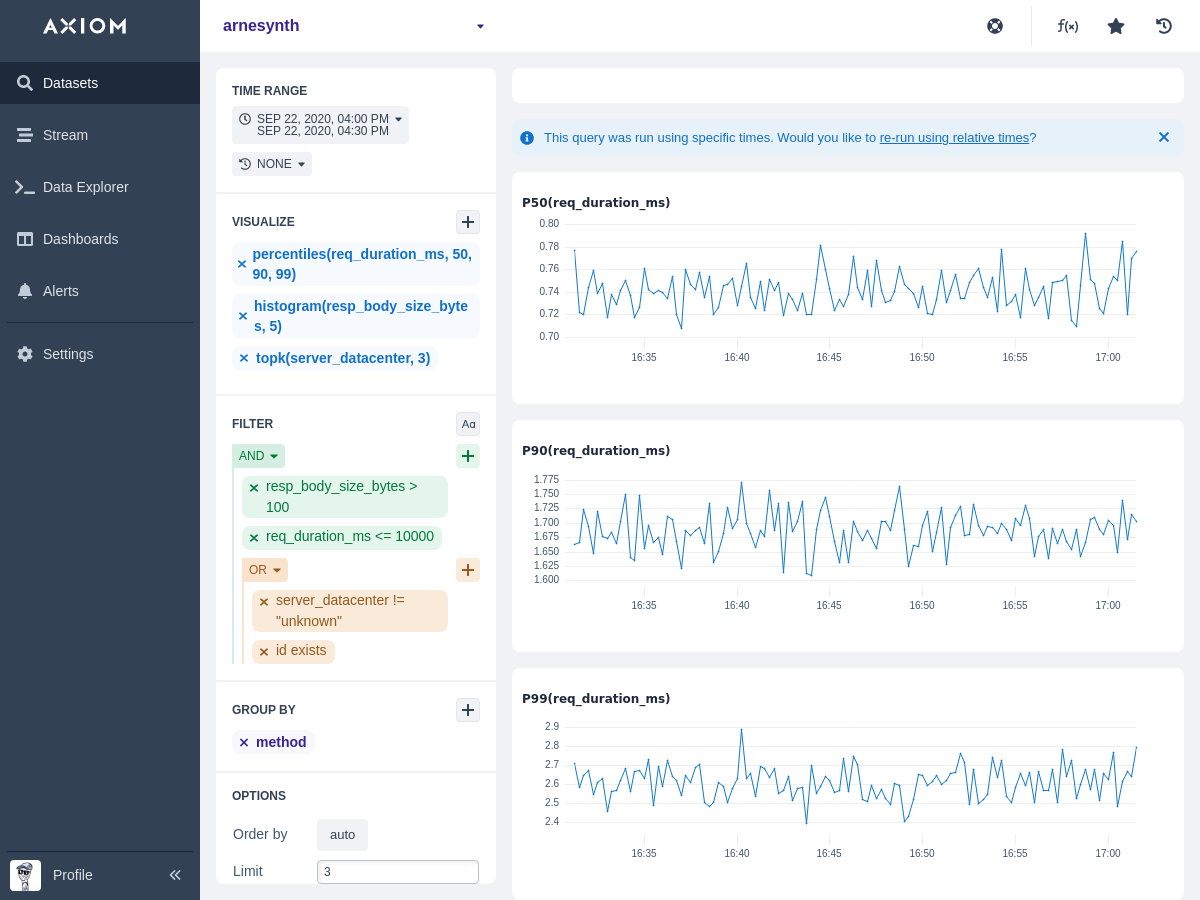 AXIOM
arnesynth
f(x)
Datasets
Stream
Data Explorer
Dashboards
Alerts
Settings
Profile
TIME RANGE
SEP 22, 2020, 04:00 PM
SEP 22, 2020, 04:30 PM
NONE
VISUALIZE
percentiles(req_duration_ms, 50,
90, 99)
histogram(resp_body_size_byte
s, 5)
topk(server_datacenter, 3)
FILTER
Aa
AND
resp_body_size_bytes >
100
req_duration_ms <= 10000
OR
server_datacenter !=
"unknown"
id exists
GROUP BY
method
OPTIONS
Order by
auto
Limit
3
This query was run using specific times. Would you like to re-run using relative times?
P50(req_duration_ms)
0.80
0.78
0.76
0.74
0.72
0.70
16:35 16:40 16:45 16:50 16:55 17:00
P90(req_duration_ms)
1.775
1.750
1.725
1.700
1.675
1.650
1.625
1.600
16:35 16:40 16:45 16:50 16:55 17:00
P99(req_duration_ms)
2.9
2.8
2.7
2.6
2.5
2.4
16:35 16:40 16:45 16:50 16:55 17:00